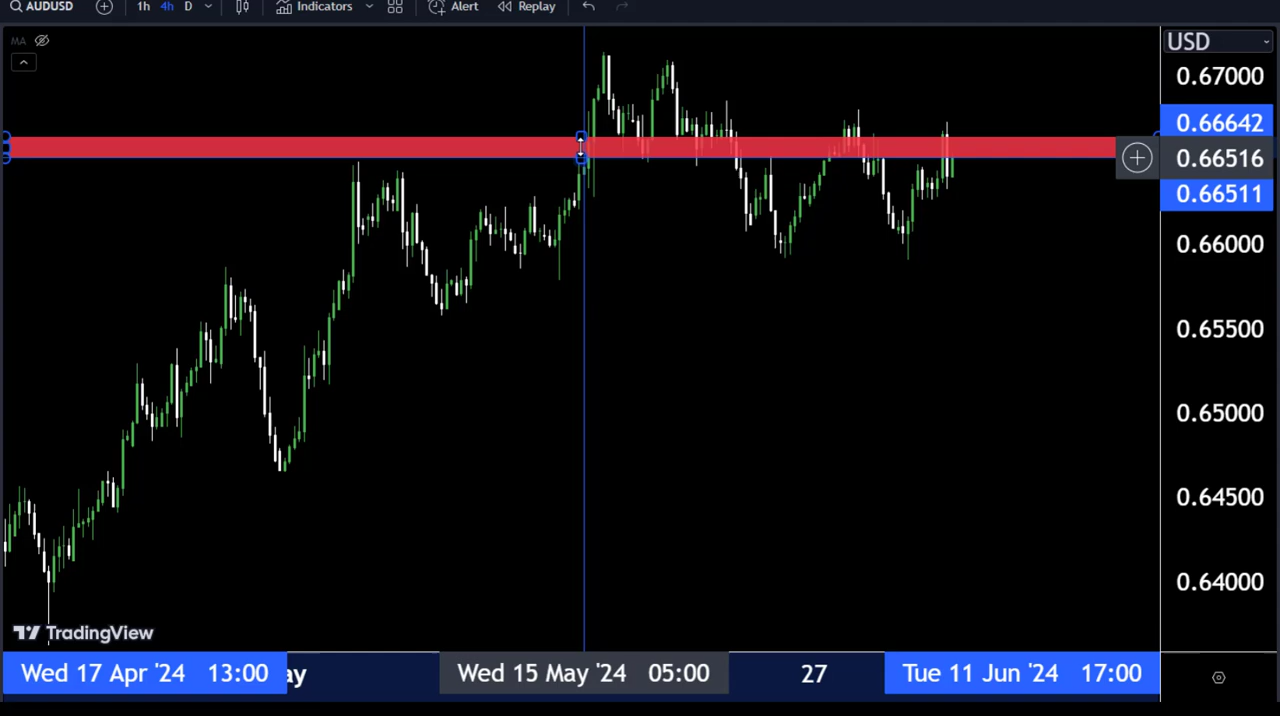 AUDUSD 1h 4h D Indicators Alert Replay
MA
USD
0.67000
0.66642
0.66516
0.66511
0.66000
0.65500
0.65000
0.64500
0.64000
TradingView
Wed 17 Apr '24 13:00 ay Wed 15 May '24 05:00 27 Tue 11 Jun '24 17:00